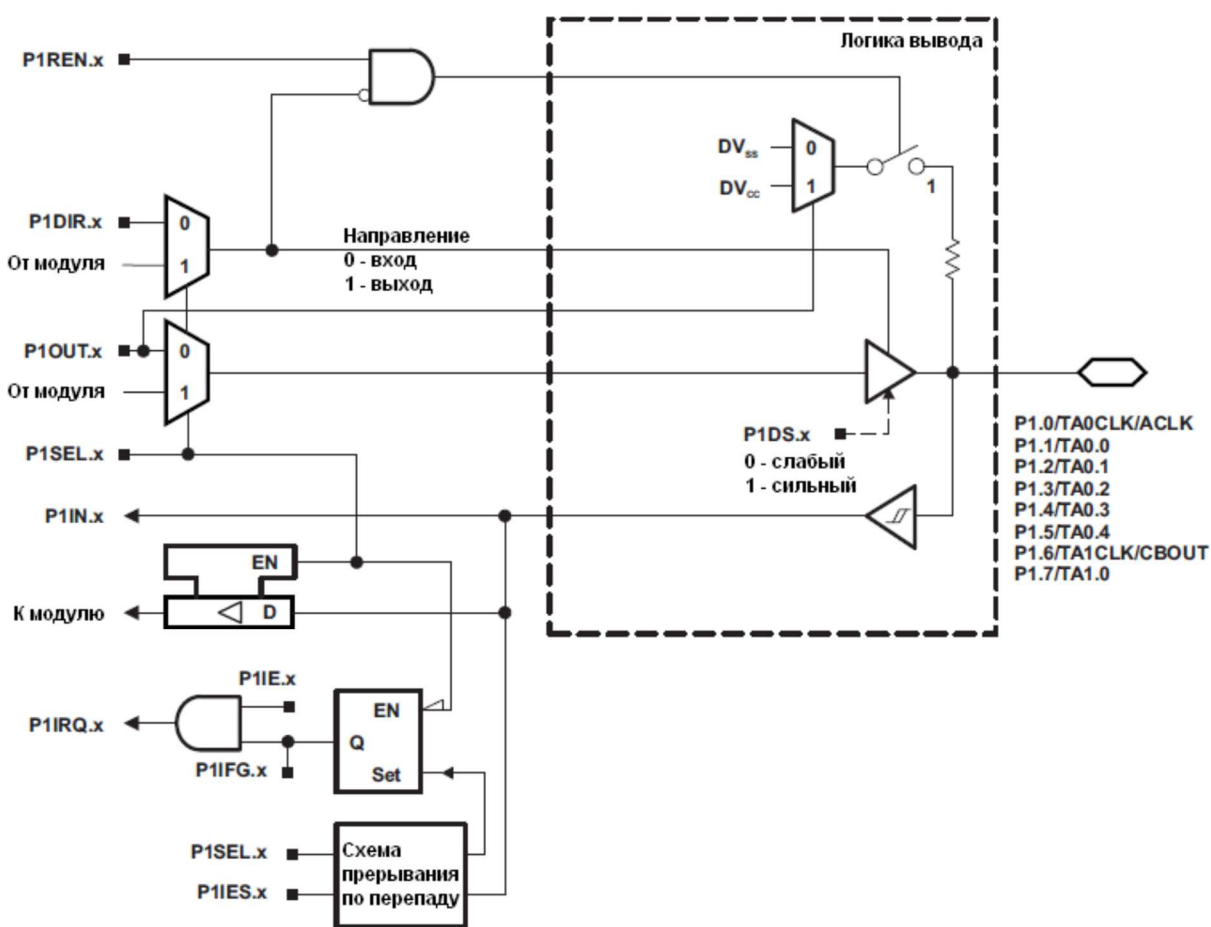 Логика вывода
P1REN.x
DVss
0
DVcc
1
1
P1DIR.x
0
От модуля
1
Направление
0 - вход
1 - выход
P1OUT.x
0
От модуля
1
P1DS.x
0 - слабый
1 - сильный
P1SEL.x
P1IN.x
P1.0/TA0CLK/ACLK
P1.1/TA0.0
P1.2/TA0.1
P1.3/TA0.2
P1.4/TA0.3
P1.5/TA0.4
P1.6/TA1CLK/CBOUT
P1.7/TA1.0
EN
К модулю
D
P1IE.x
P1IRQ.x
EN
Q
P1IFG.x
Set
P1SEL.x
P1IES.x
Схема
прерывания
по перепаду